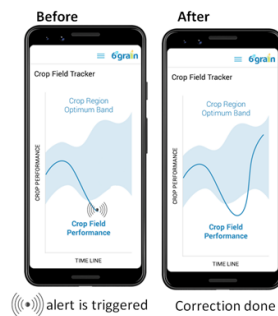 Before
After
6grain
Crop Field Tracker
Crop Region
Optimum Band
CROP PERFORMANCE
Crop Field
Performance
TIME LINE
6grain
Crop Field Tracker
Crop Region
Optimum Band
CROP PERFORMANCE
Crop Field
Performance
TIME LINE
alert is triggered
Correction done